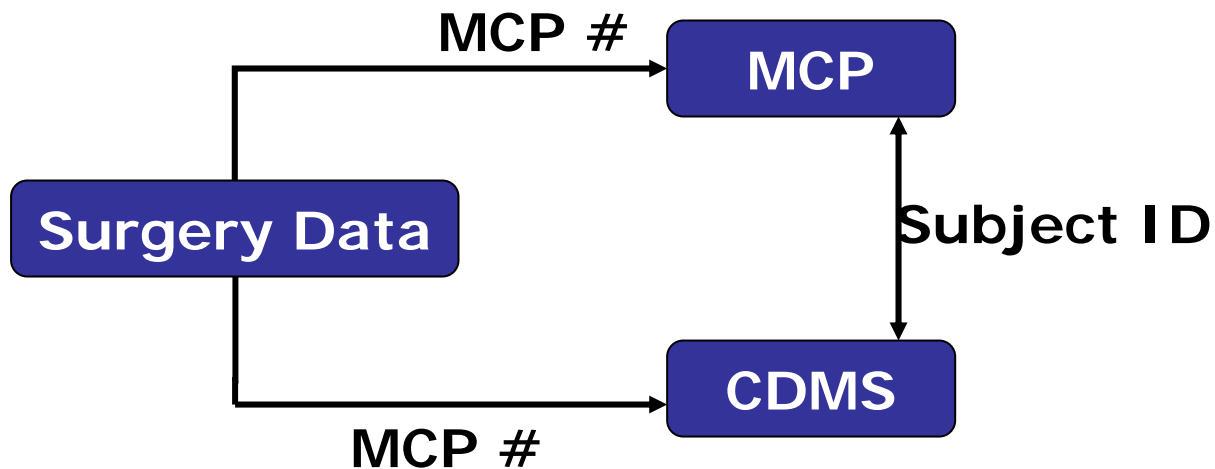 MCP #
MCP
Surgery Data
Subject ID
CDMS
MCP #